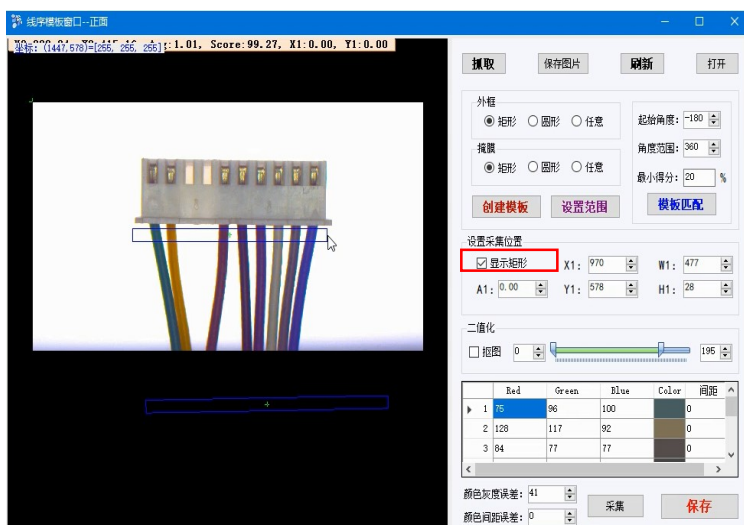 线序模板窗口--正面
坐标: (1447,578)=[255, 255, 255]
:1.01, Score:99.27, X1:0.00, Y1:0.00
抓取 保存图片 刷新 打开
外框
矩形 圆形 任意
掩膜
矩形 圆形 任意
起始角度: -180
角度范围: 360
最小得分: 20 %
创建模板 设置范围 模板匹配
设置采集位置
显示矩形 X1: 970 W1: 477
A1: 0.00 Y1: 578 H1: 28
二值化
抠图 0 195
Red Green Blue Color 间距
1 75 96 100 0
2 128 117 92 0
3 84 77 77 0
颜色灰度误差: 41
颜色间距误差: 0
采集 保存